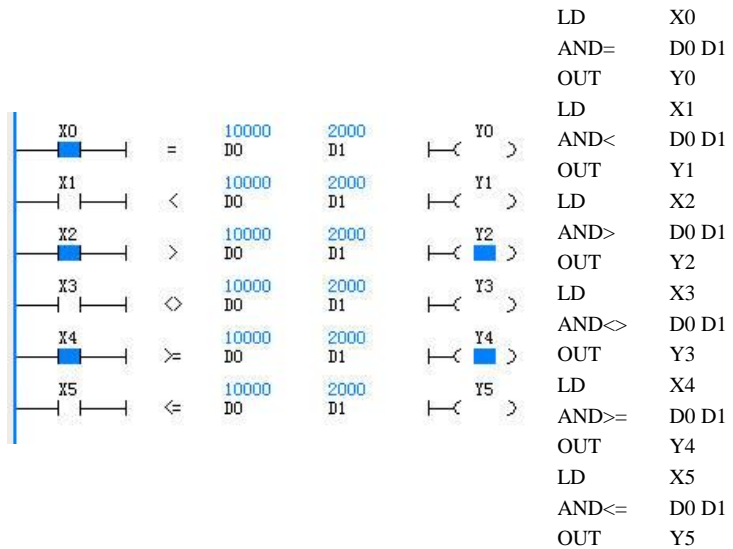 X0 10000 2000 Y0
= D0 D1
X1 10000 2000 Y1
< D0 D1
X2 10000 2000 Y2
> D0 D1
X3 10000 2000 Y3
<> D0 D1
X4 10000 2000 Y4
>= D0 D1
X5 10000 2000 Y5
<= D0 D1
LD X0
AND= D0 D1
OUT Y0
LD X1
AND< D0 D1
OUT Y1
LD X2
AND> D0 D1
OUT Y2
LD X3
AND<> D0 D1
OUT Y3
LD X4
AND>= D0 D1
OUT Y4
LD X5
AND<= D0 D1
OUT Y5